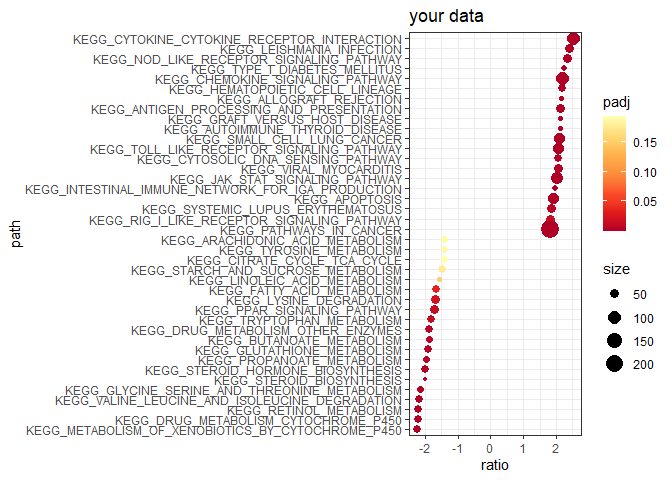 your data
KEGG_CYTOKINE_CYTOKINE_RECEPTOR_INTERACTION
KEGG_LEISHMANIA_INFECTION
KEGG_NOD_LIKE_RECEPTOR_SIGNALING_PATHWAY
KEGG_TYPE_I_DIABETES_MELLITUS
KEGG_CHEMOKINE_SIGNALING_PATHWAY
KEGG_HEMATOPOIETIC_CELL_LINEAGE
KEGG_ALLOGRAFT_REJECTION
KEGG_ANTIGEN_PROCESSING_AND_PRESENTATION
KEGG_GRAFT_VERSUS_HOST_DISEASE
KEGG_AUTOIMMUNE_THYROID_DISEASE
KEGG_SMALL_CELL_LUNG_CANCER
KEGG_TOLL_LIKE_RECEPTOR_SIGNALING_PATHWAY
KEGG_CYTOSOLIC_DNA_SENSING_PATHWAY
KEGG_VIRAL_MYOCARDITIS
KEGG_JAK_STAT_SIGNALING_PATHWAY
KEGG_INTESTINAL_IMMUNE_NETWORK_FOR_IGA_PRODUCTION
KEGG_APOPTOSIS
KEGG_SYSTEMIC_LUPUS_ERYTHEMATOSUS
KEGG_RIG_I_LIKE_RECEPTOR_SIGNALING_PATHWAY
KEGG_PATHWAYS_IN_CANCER
KEGG_ARACHIDONIC_ACID_METABOLISM
KEGG_TYROSINE_METABOLISM
KEGG_CITRATE_CYCLE_TCA_CYCLE
KEGG_STARCH_AND_SUCROSE_METABOLISM
KEGG_LINOLEIC_ACID_METABOLISM
KEGG_FATTY_ACID_METABOLISM
KEGG_LYSINE_DEGRADATION
KEGG_PPAR_SIGNALING_PATHWAY
KEGG_TRYPTOPHAN_METABOLISM
KEGG_DRUG_METABOLISM_OTHER_ENZYMES
KEGG_BUTANOATE_METABOLISM
KEGG_GLUTATHIONE_METABOLISM
KEGG_PROPANOATE_METABOLISM
KEGG_STEROID_HORMONE_BIOSYNTHESIS
KEGG_STEROID_BIOSYNTHESIS
KEGG_GLYCINE_SERINE_AND_THREONINE_METABOLISM
KEGG_VALINE_LEUCINE_AND_ISOLEUCINE_DEGRADATION
KEGG_RETINOL_METABOLISM
KEGG_DRUG_METABOLISM_CYTOCHROME_P450
KEGG_METABOLISM_OF_XENOBIOTICS_BY_CYTOCHROME_P450
path
-2 -1 0 1 2
ratio
padj
0.15
0.10
0.05
size
50
100
150
200